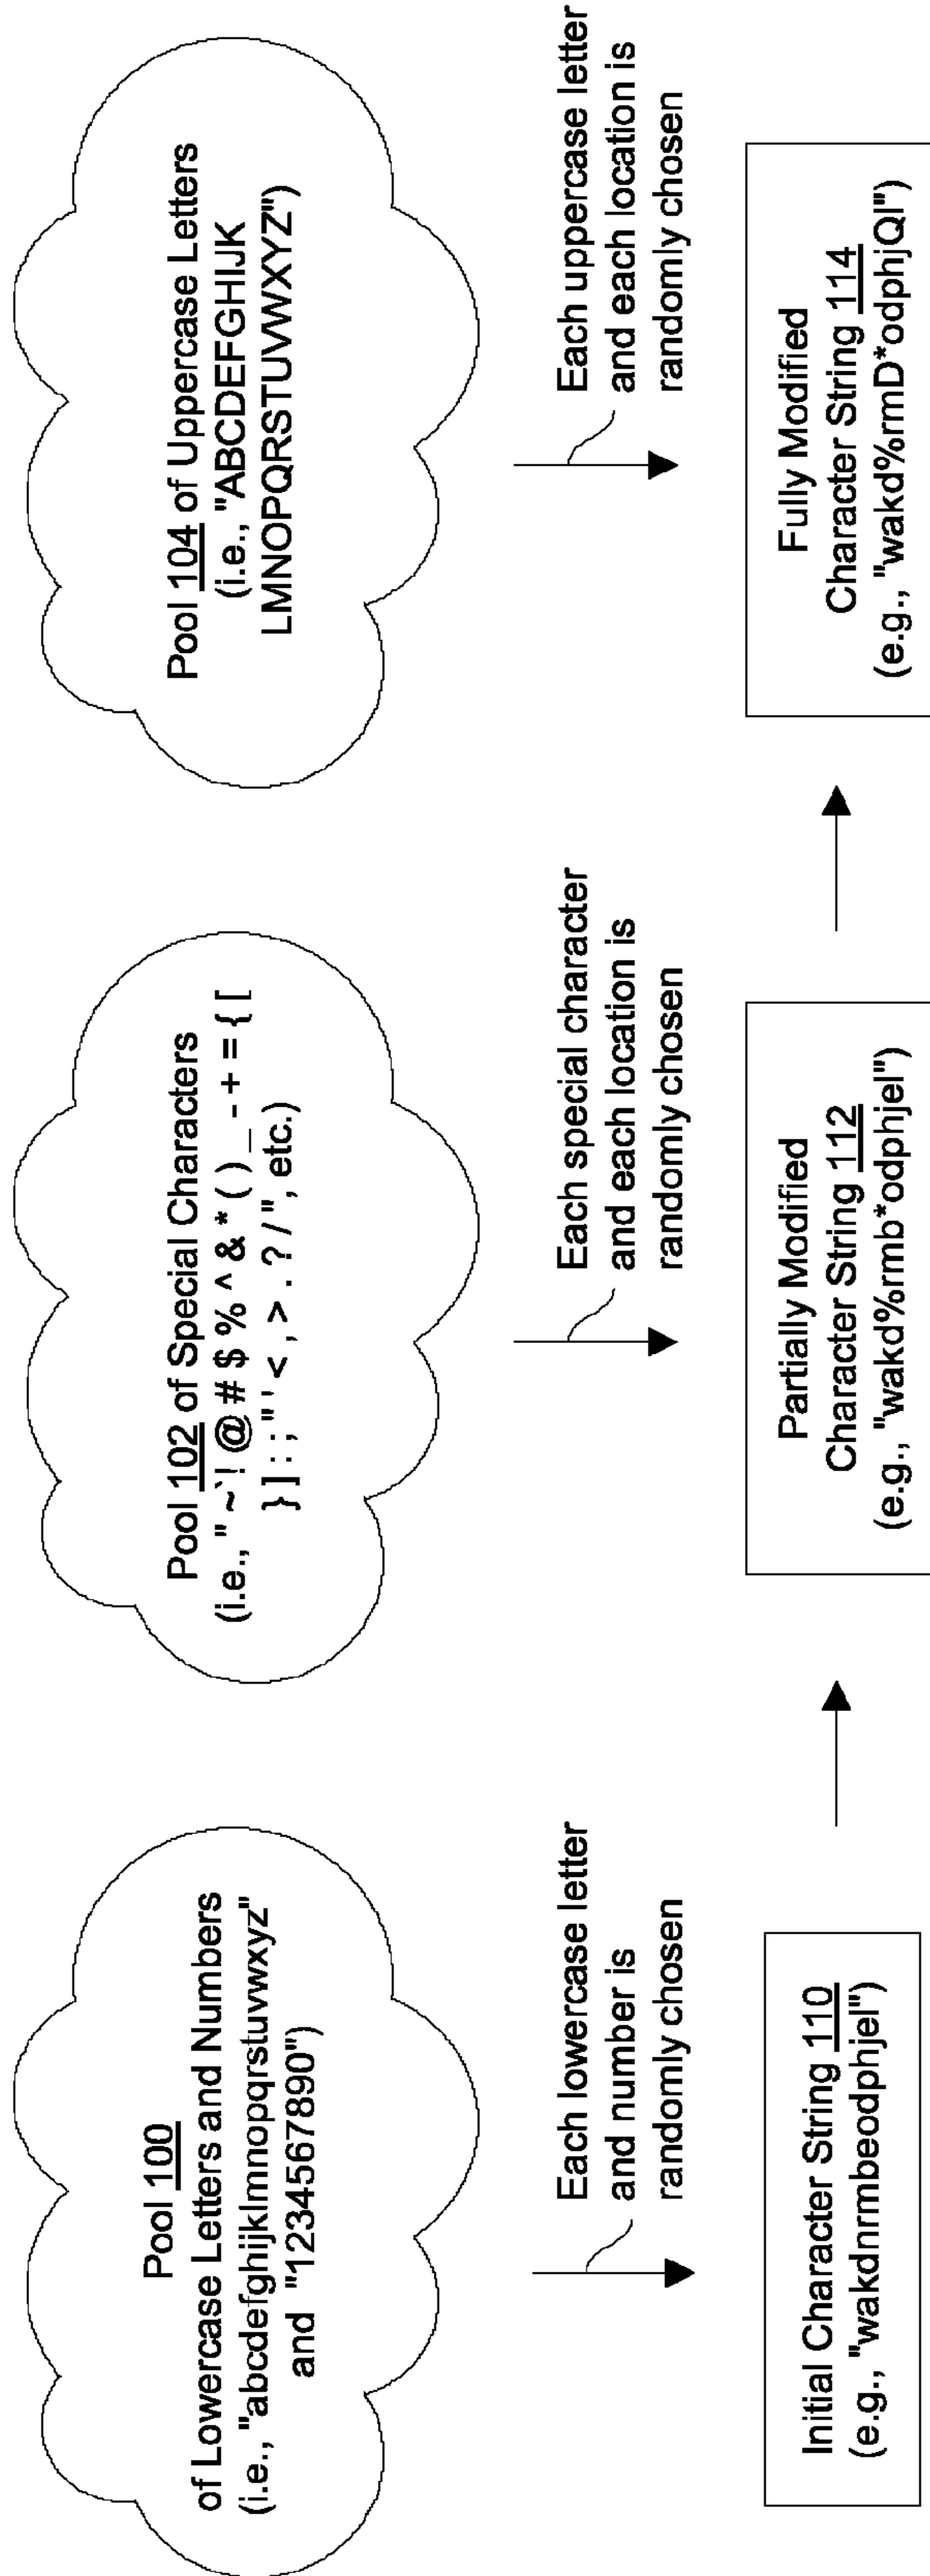 Pool 100
of Lowercase Letters and Numbers
(i.e., "abcdefghijklmnopqrstuvwxyz"
and "1234567890")
Each lowercase letter
and number is
randomly chosen
Initial Character String 110
(e.g., "wakdnrmbeodphjel")
Pool 102 of Special Characters
(i.e., " ~`! @ # $ % ^ & * ( ) _ - + = { [
} ] : ; " ' < , > . ? / ", etc.)
Each special character
and each location is
randomly chosen
Partially Modified
Character String 112
(e.g., "wakd%rmb*odphjel")
Pool 104 of Uppercase Letters
(i.e., "ABCDEFGHIJK
LMNOPQRSTUVWXYZ")
Each uppercase letter
and each location is
randomly chosen
Fully Modified
Character String 114
(e.g., "wakd%rmD*odphjQl")